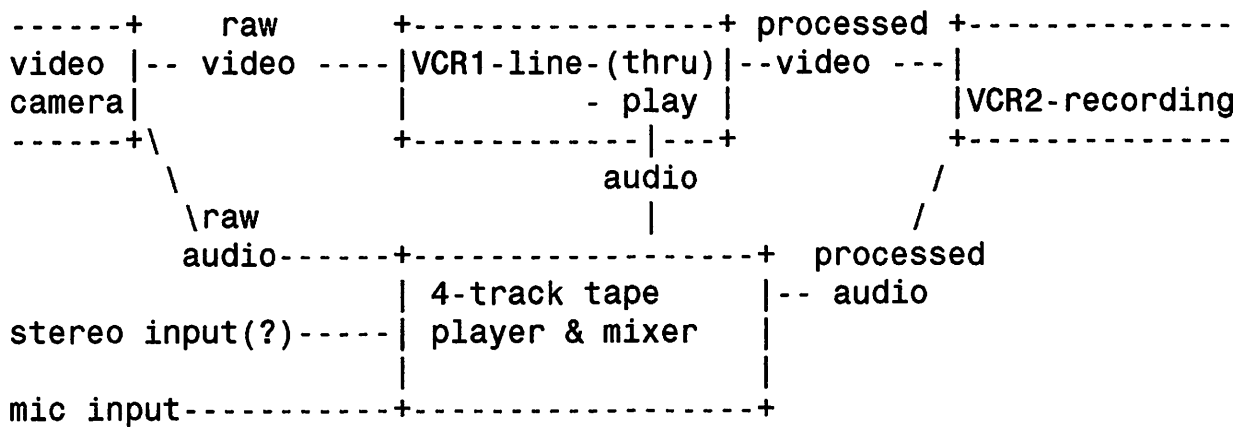 ------+     raw        +----------------+ processed +--------------
video |-- video ----|VCR1-line-(thru)|--video ---|
camera|                |          - play |             |VCR2-recording
------+\               +------------|---+             +--------------
         \                        audio              /
          \raw                      |               /
          audio------+------------------+  processed
                       | 4-track tape     |-- audio
stereo input(?)-----| player & mixer   |
                       |                  |
mic input-----------+------------------+